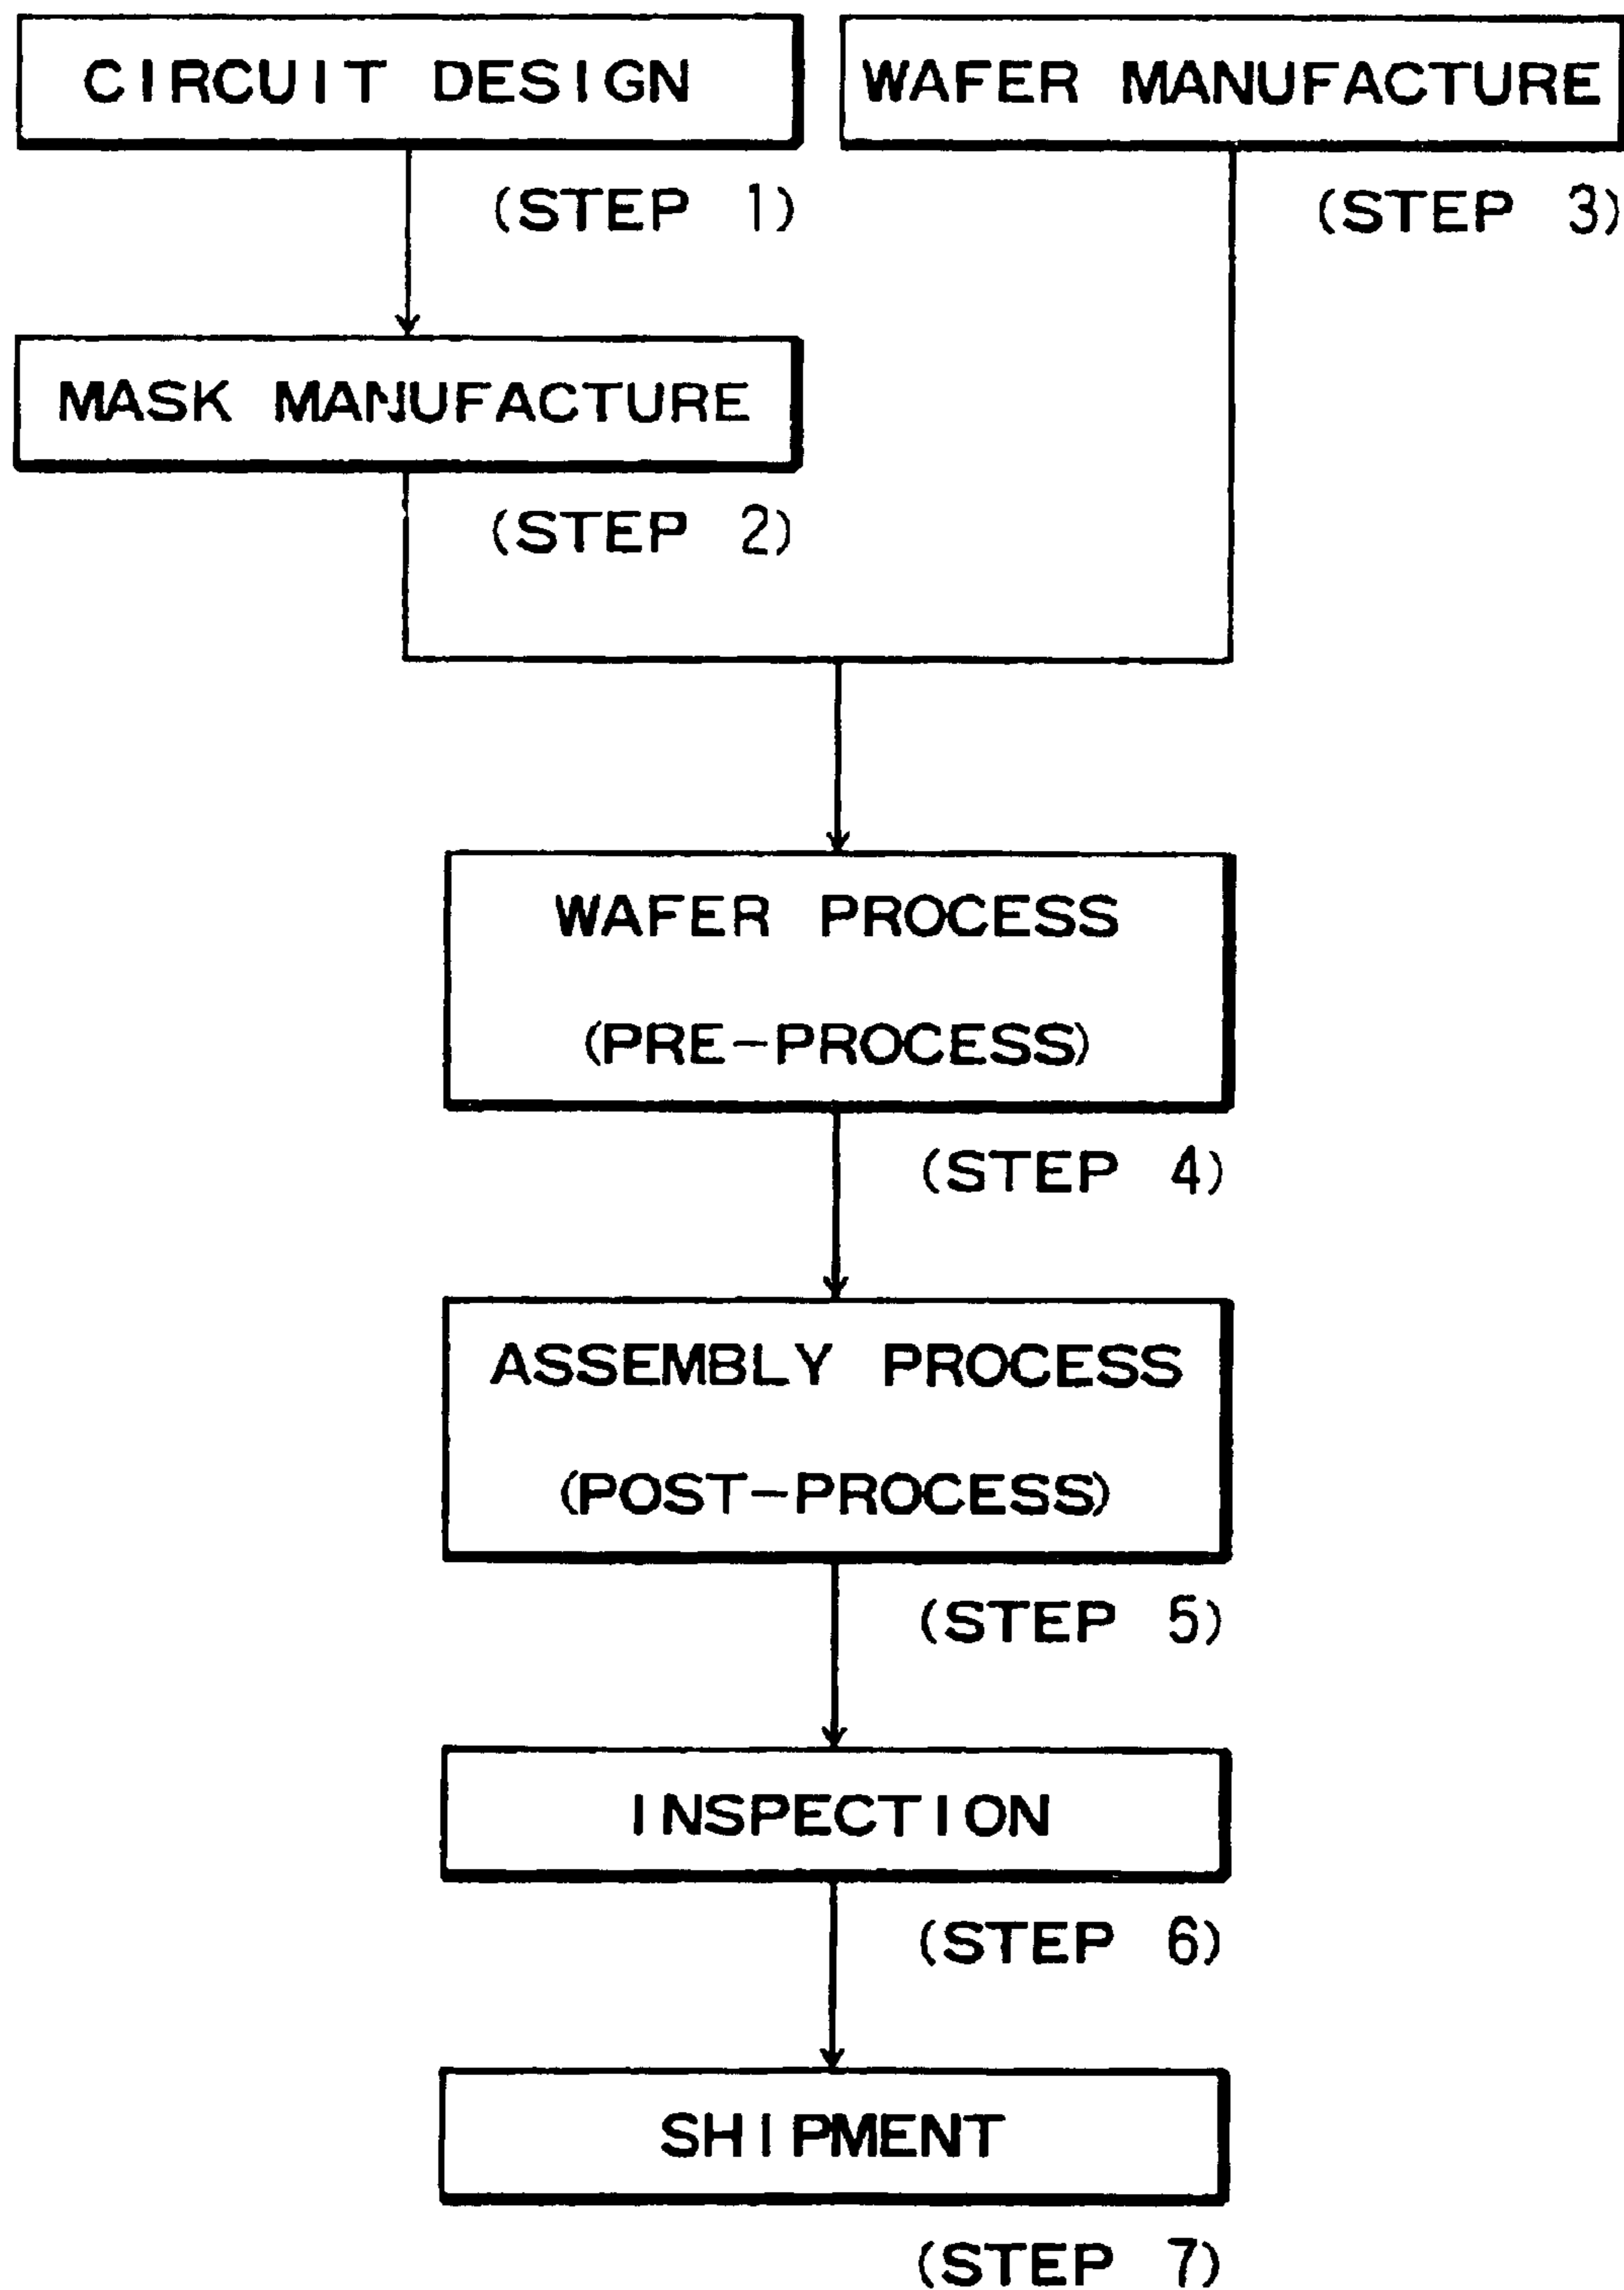 CIRCUIT DESIGN
(STEP 1)
WAFER MANUFACTURE
(STEP 3)
MASK MANUFACTURE
(STEP 2)
WAFER PROCESS
(PRE-PROCESS)
(STEP 4)
ASSEMBLY PROCESS
(POST-PROCESS)
(STEP 5)
INSPECTION
(STEP 6)
SHIPMENT
(STEP 7)